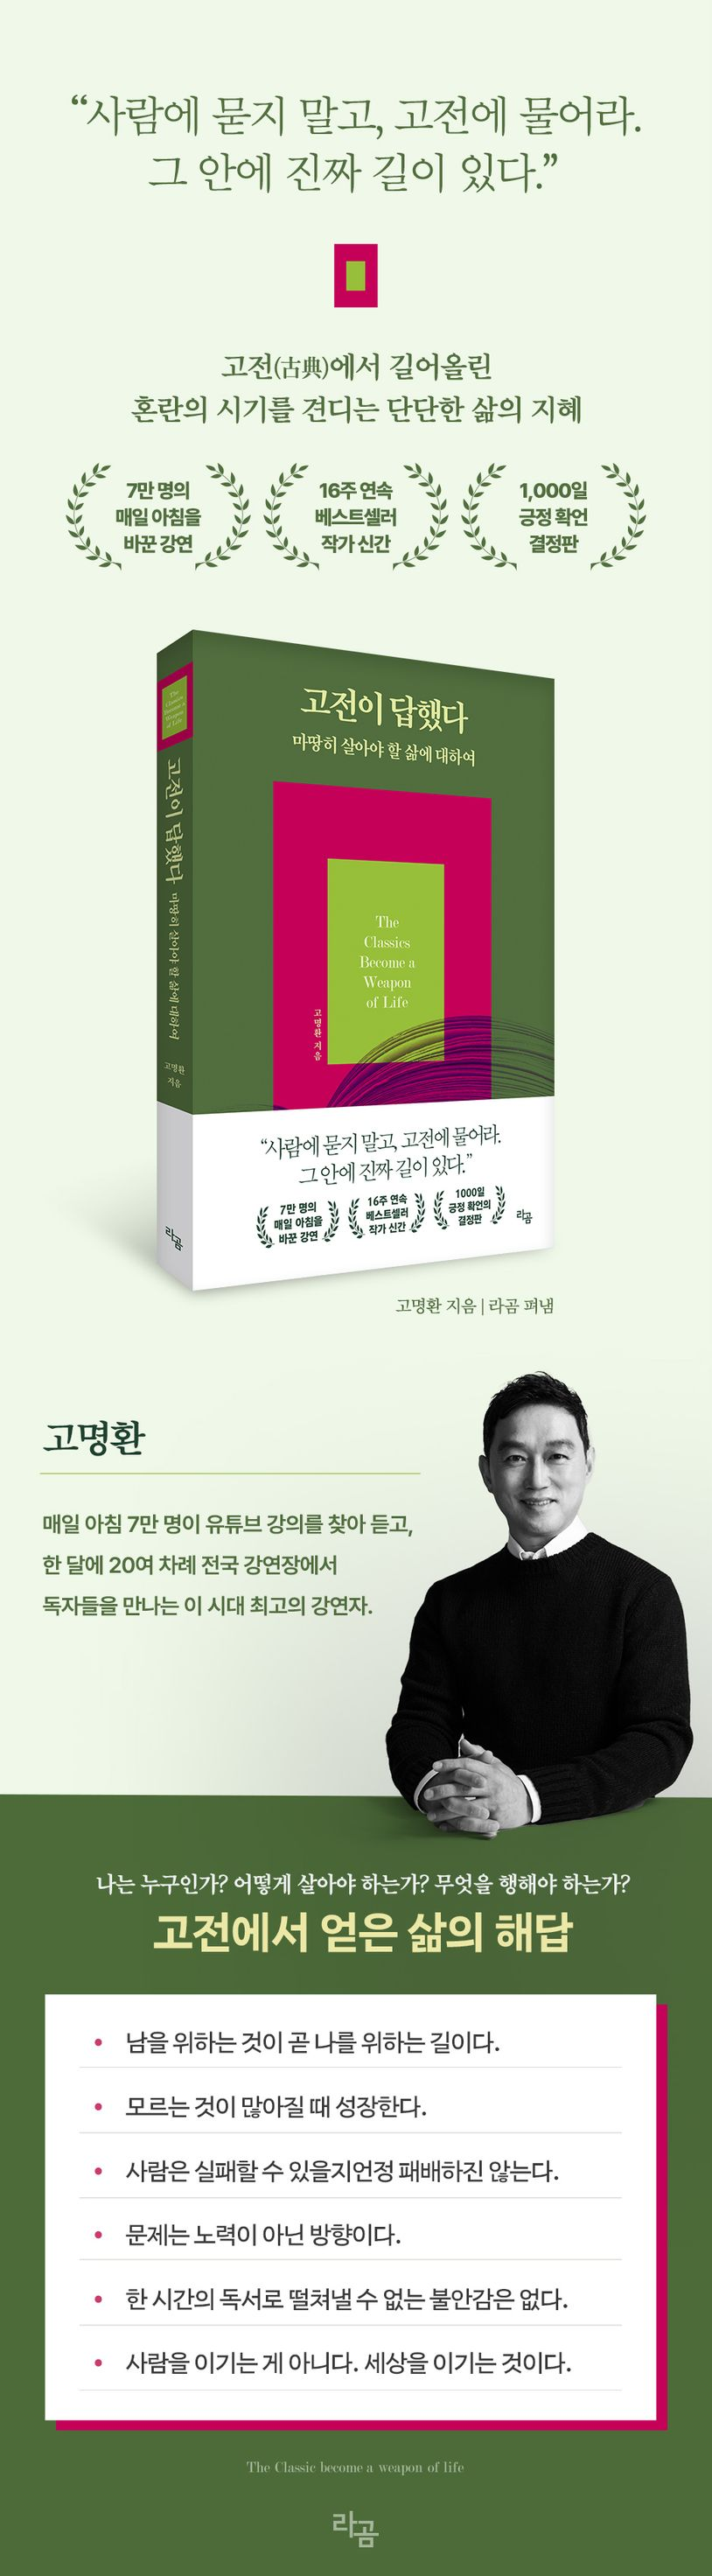 “사람에 묻지 말고, 고전에 물어라.
그 안에 진짜 길이 있다.”
고전(古典)에서 길어올린
혼란의 시기를 견디는 단단한 삶의 지혜
7만 명의
매일 아침을
바꾼 강연
16주 연속
베스트셀러
작가 신간
1,000일
긍정 확언
결정판
The
Classics
Become a
Weapon
of Life
고전이 답했다 마땅히 살아야 할 삶에 대하여
고명환
지음
라곰
고전이 답했다
마땅히 살아야 할 삶에 대하여
The
Classics
Become a
Weapon
of Life
고명환 지음
“사람에 묻지 말고, 고전에 물어라.
그 안에 진짜 길이 있다.”
7만 명의
매일 아침을
바꾼 강연
16주 연속
베스트셀러
작가 신간
1000일
긍정 확언의
결정판
라곰
고명환 지음 | 라곰 펴냄
고명환
매일 아침 7만 명이 유튜브 강의를 찾아 듣고,
한 달에 20여 차례 전국 강연장에서
독자들을 만나는 이 시대 최고의 강연자.
나는 누구인가? 어떻게 살아야 하는가? 무엇을 행해야 하는가?
고전에서 얻은 삶의 해답
• 남을 위하는 것이 곧 나를 위하는 길이다.
• 모르는 것이 많아질 때 성장한다.
• 사람은 실패할 수 있을지언정 패배하진 않는다.
• 문제는 노력이 아닌 방향이다.
• 한 시간의 독서로 떨쳐낼 수 없는 불안감은 없다.
• 사람을 이기는 게 아니다. 세상을 이기는 것이다.
The Classic become a weapon of life
라곰